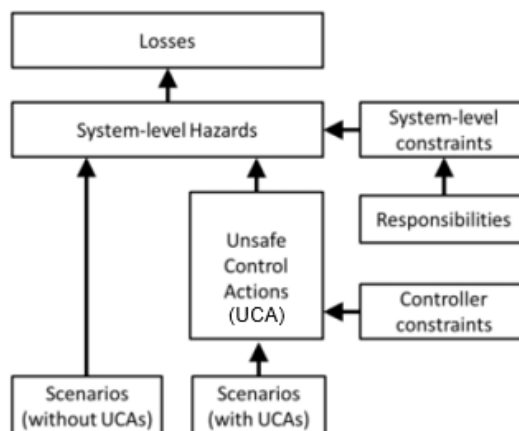 Losses
System-level Hazards
System-level
constraints
Responsibilities
Unsafe
Control
Actions
(UCA)
Controller
constraints
Scenarios
(without UCAs)
Scenarios
(with UCAs)